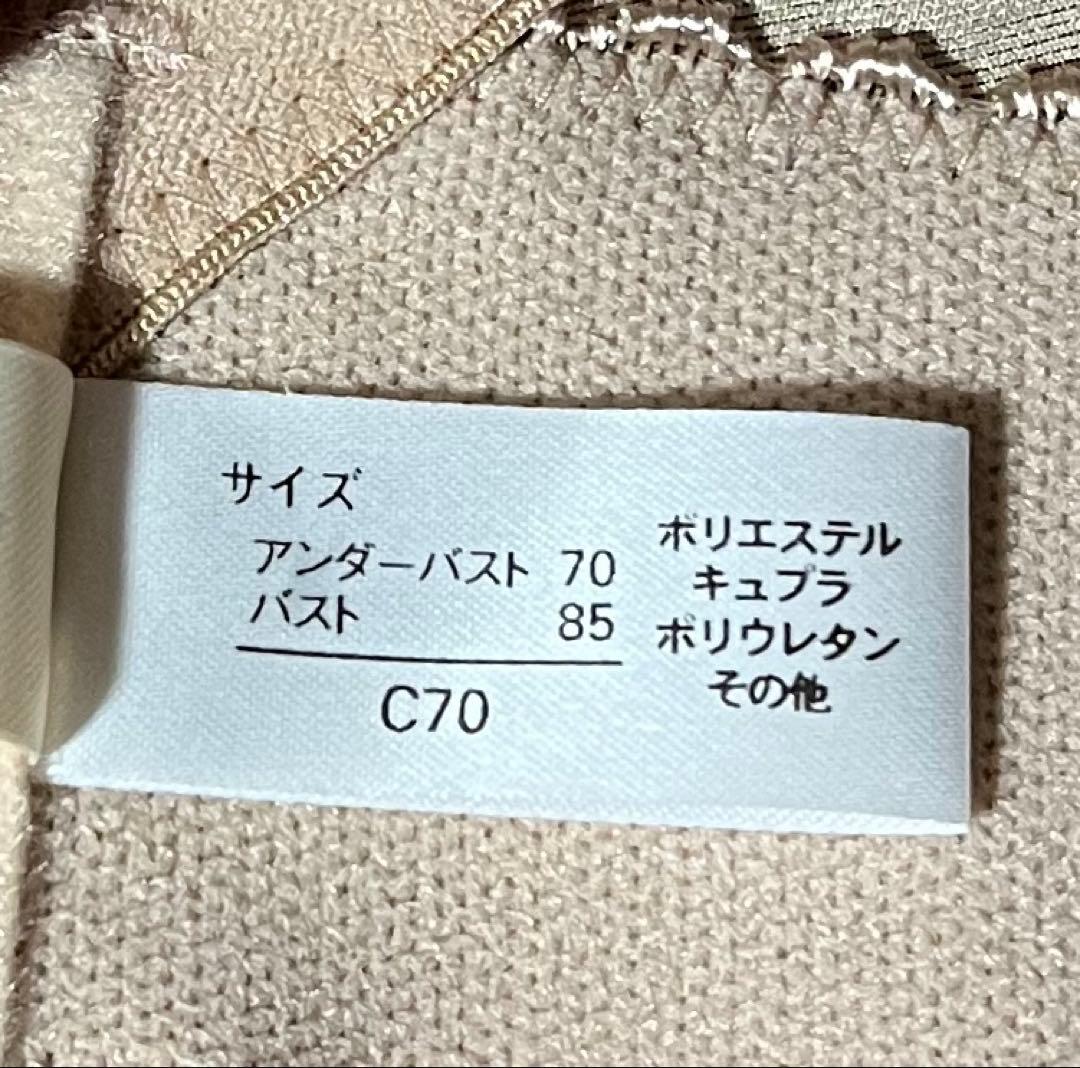 サイズ
アンダーバスト 70
バスト 85
C70
ポリエステル
キュプラ
ポリウレタン
その他